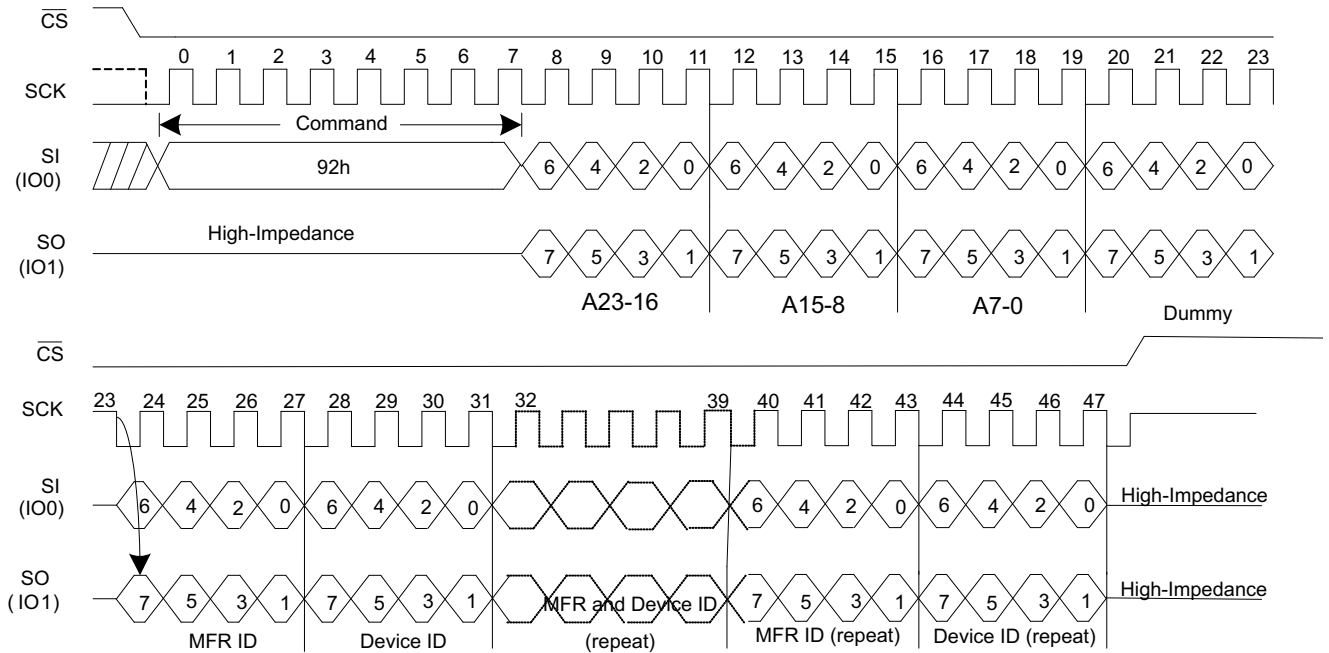 CS
0 1 2 3 4 5 6 7 8 9 10 11 12 13 14 15 16 17 18 19 20 21 22 23
SCK
Command
SI
(IO0)
92h
6 4 2 0 6 4 2 0 6 4 2 0 6 4 2 0
SO
(IO1)
High-Impedance
7 5 3 1 7 5 3 1 7 5 3 1 7 5 3 1
A23-16 A15-8 A7-0 Dummy
CS
SCK
23 24 25 26 27 28 29 30 31 32 39 40 41 42 43 44 45 46 47
SI
(IO0)
6 4 2 0 6 4 2 0 6 4 2 0 6 4 2 0 High-Impedance
SO
(IO1)
7 5 3 1 7 5 3 1 MFR and Device ID 7 5 3 1 7 5 3 1 High-Impedance
MFR ID Device ID (repeat) MFR ID (repeat) Device ID (repeat)